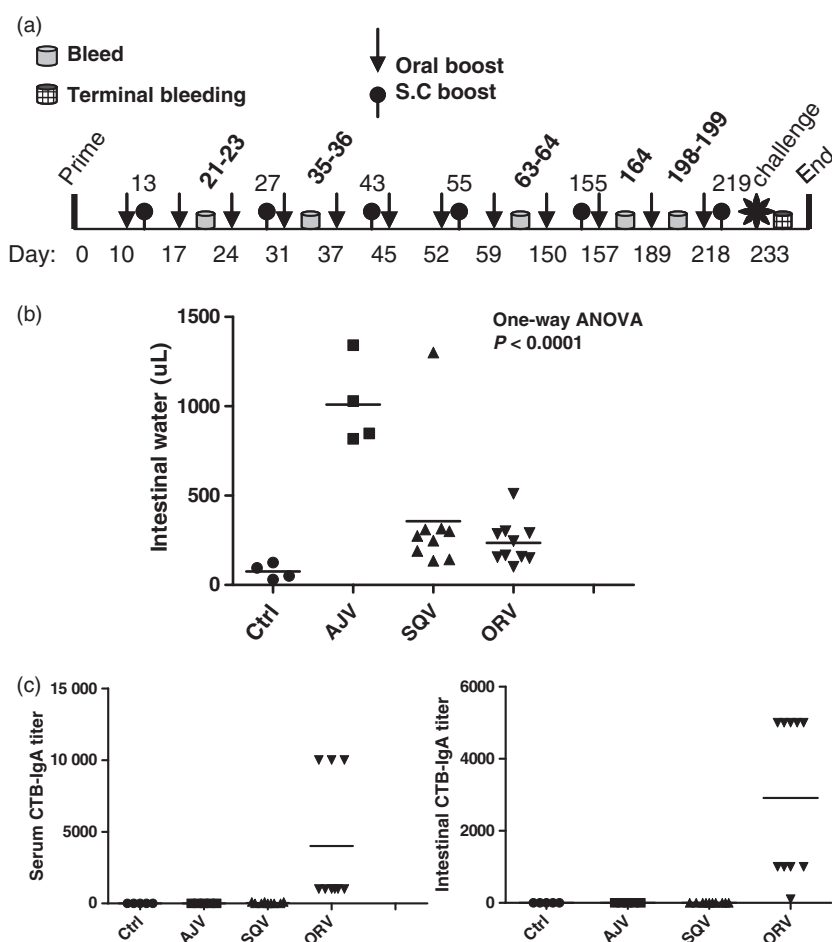 (a)
Bleed
Terminal bleeding
Oral boost
S.C boost
Prime 13 21-23 27 35-36 43 55 63-64 155 164 198-199 219 challenge End
Day: 0 10 17 24 31 37 45 52 59 150 157 189 218 233
(b)
One-way ANOVA
P < 0.0001
Intestinal water (uL)
1500
1000
500
0
Ctrl AJV SQV ORV
(c)
Serum CTB-IgA titer
15 000
10 000
5000
0
Ctrl AJV SQV ORV
Intestinal CTB-IgA titer
6000
4000
2000
0
Ctrl AJV SQV ORV